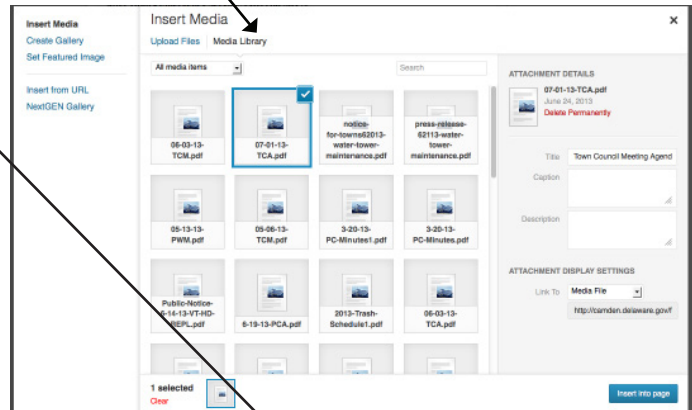 Insert Media
Create Gallery
Set Featured Image
Insert from URL
NextGEN Gallery
Insert Media
×
Upload Files Media Library
All media items
Search
06-03-13-
TCM.pdf
07-01-13-
TCA.pdf
notice-
for-towns62013-
water-tower-
maintenance.pdf
press-release-
62113-water-
tower-
maintenance.pdf
05-13-13-
PWM.pdf
05-06-13-
TCM.pdf
3-20-13-
PC-Minutes1.pdf
3-20-13-
PC-Minutes.pdf
Public-Notice-
6-14-13-VT-HD-
REPL.pdf
6-19-13-PCA.pdf
2013-Trash-
Schedule1.pdf
06-03-13-
TCA.pdf
ATTACHMENT DETAILS
07-01-13-TCA.pdf
June 24, 2013
Delete Permanently
Title Town Council Meeting Agend
Caption
Description
ATTACHMENT DISPLAY SETTINGS
Link To Media File
http://camden.delaware.gov/f
1 selected
Clear
Insert into page